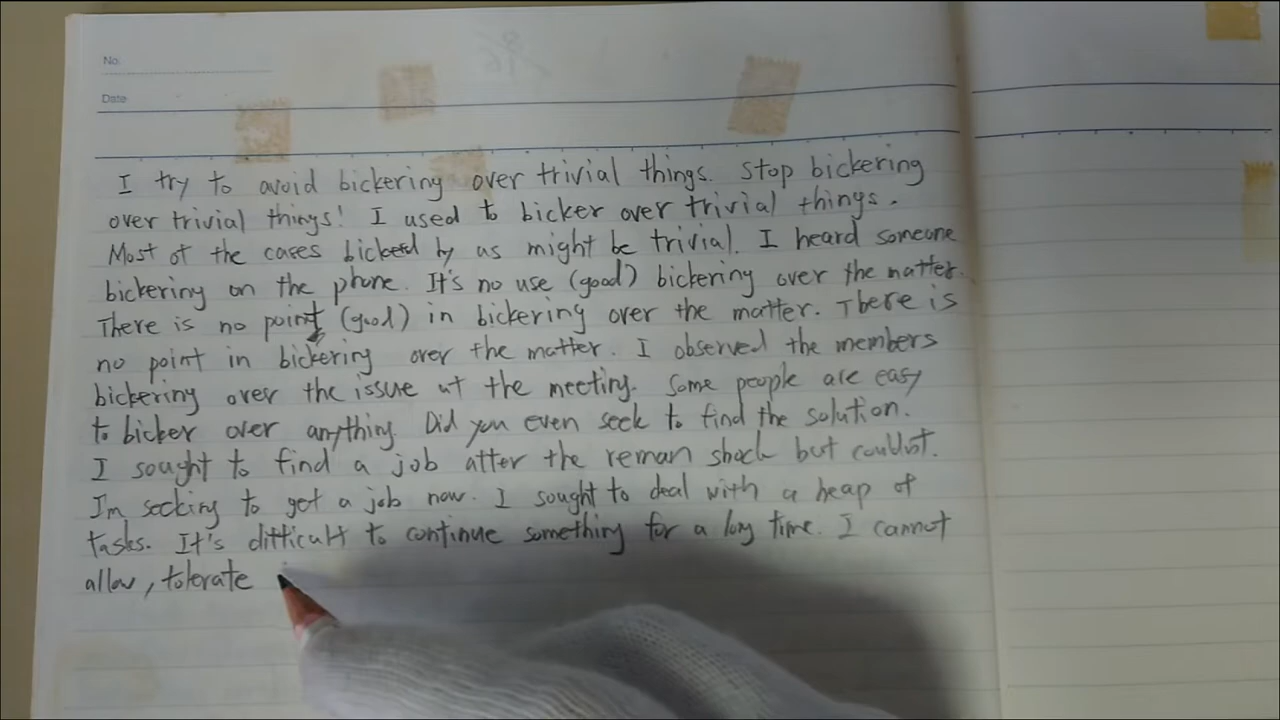 No.
Date
I try to avoid bickering over trivial things. Stop bickering
over trivial things! I used to bicker over trivial things.
Most of the cases bickered by us might be trivial. I heard someone
bickering on the phone. It's no use (good) bickering over the matter.
There is no point (good) in bickering over the matter. There is
no point in bickering over the matter. I observed the members
bickering over the issue at the meeting. Some people are easy
to bicker over anything. Did you even seek to find the solution.
I sought to find a job after the reman shock but couldn't.
I'm seeking to get a job now. I sought to deal with a heap of
tasks. It's difficult to continue something for a long time. I cannot
allow, tolerate